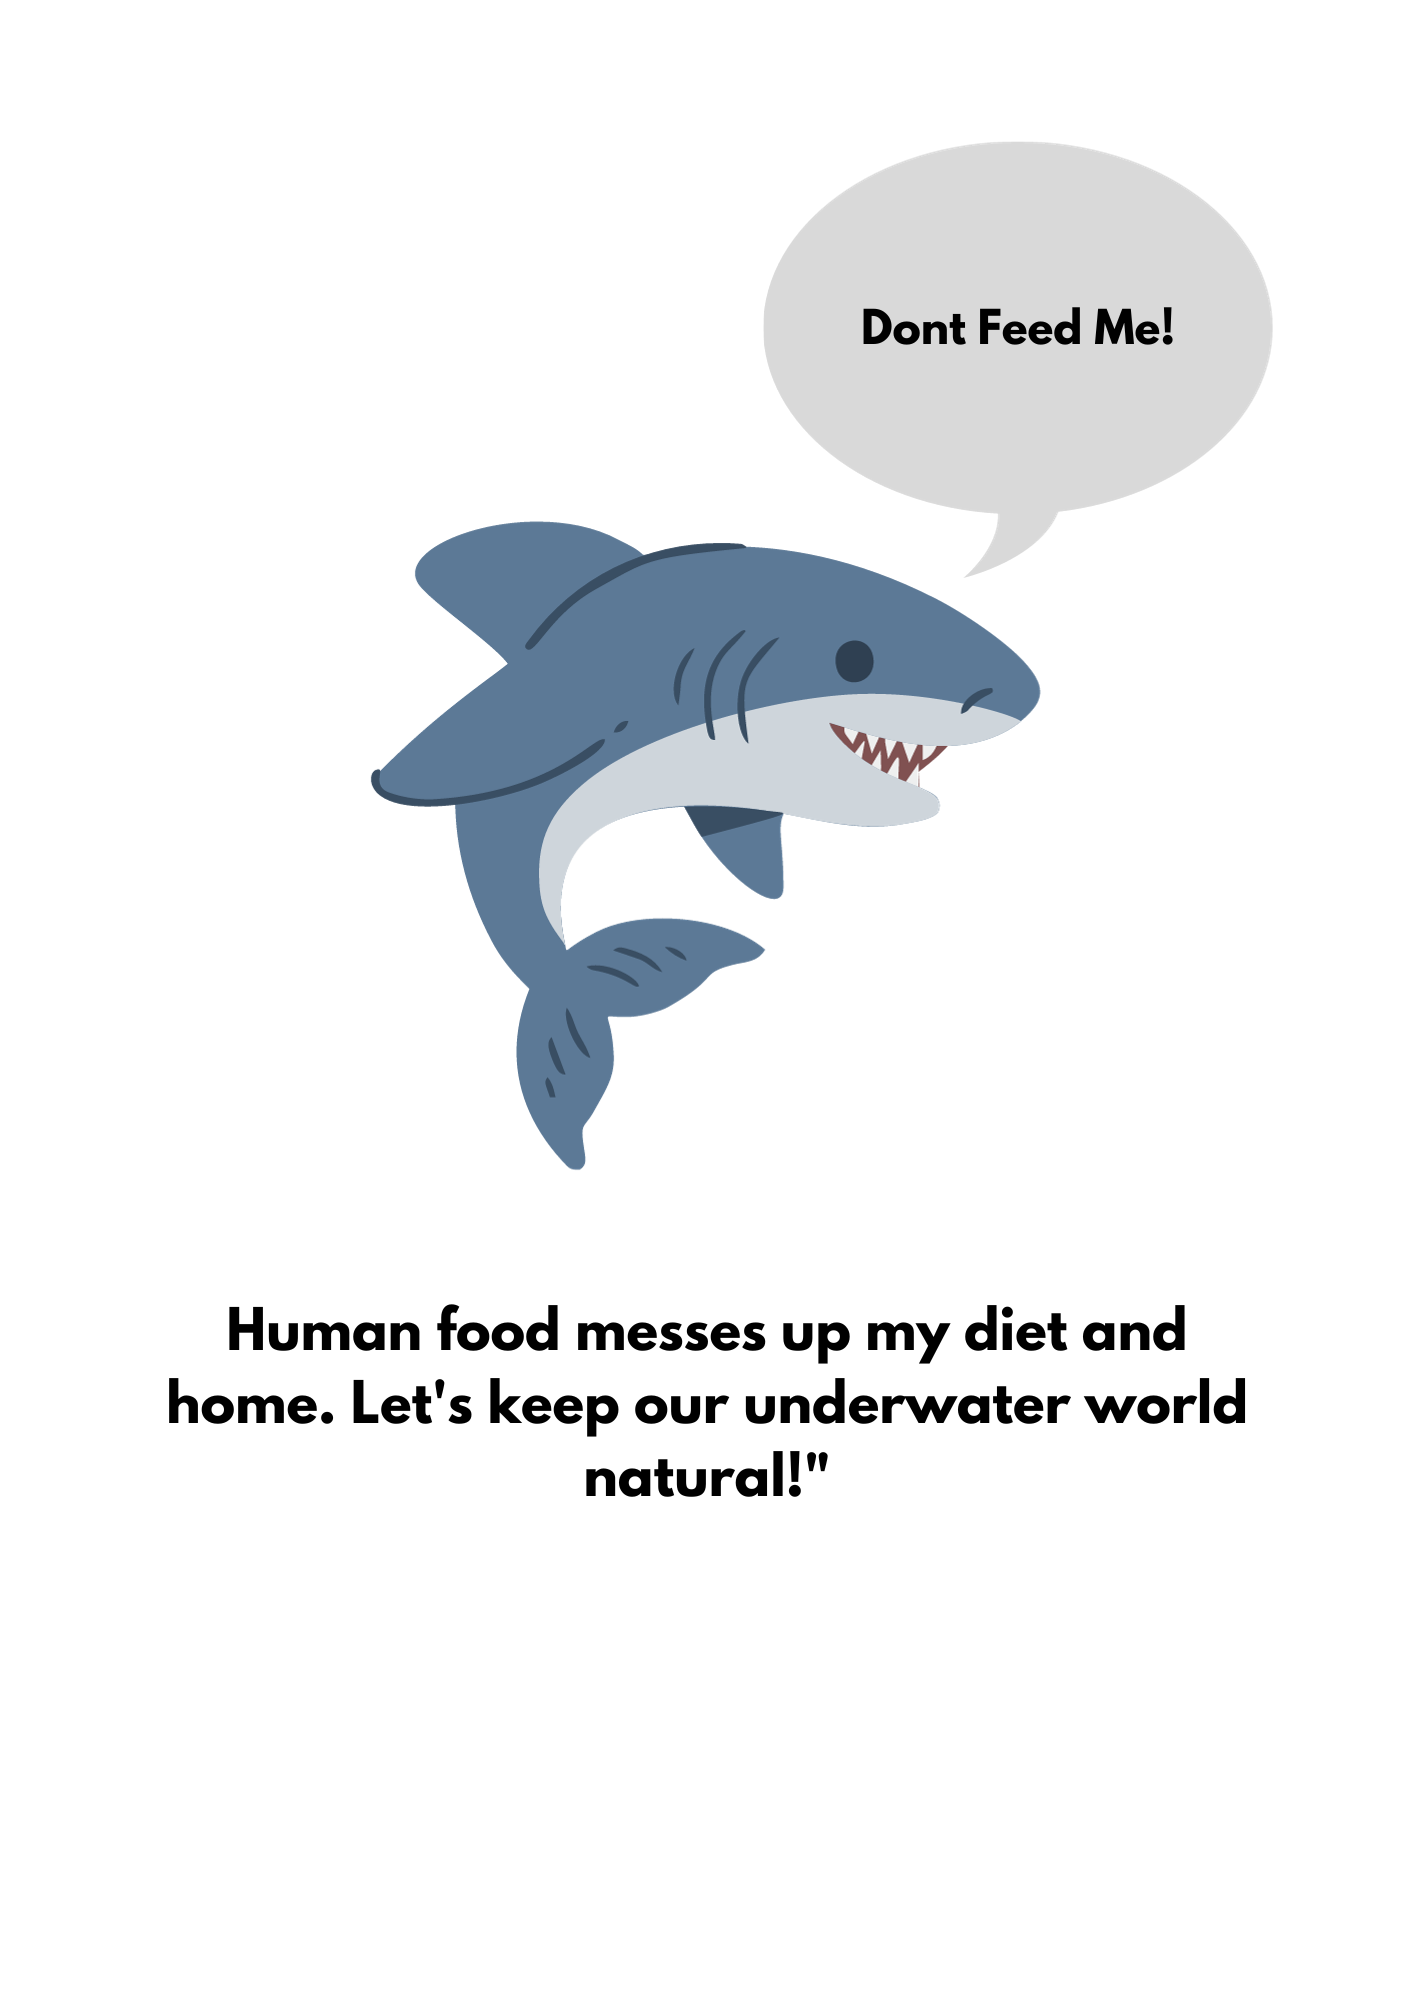 Dont Feed Me!
Human food messes up my diet and
home. Let's keep our underwater world
natural!"